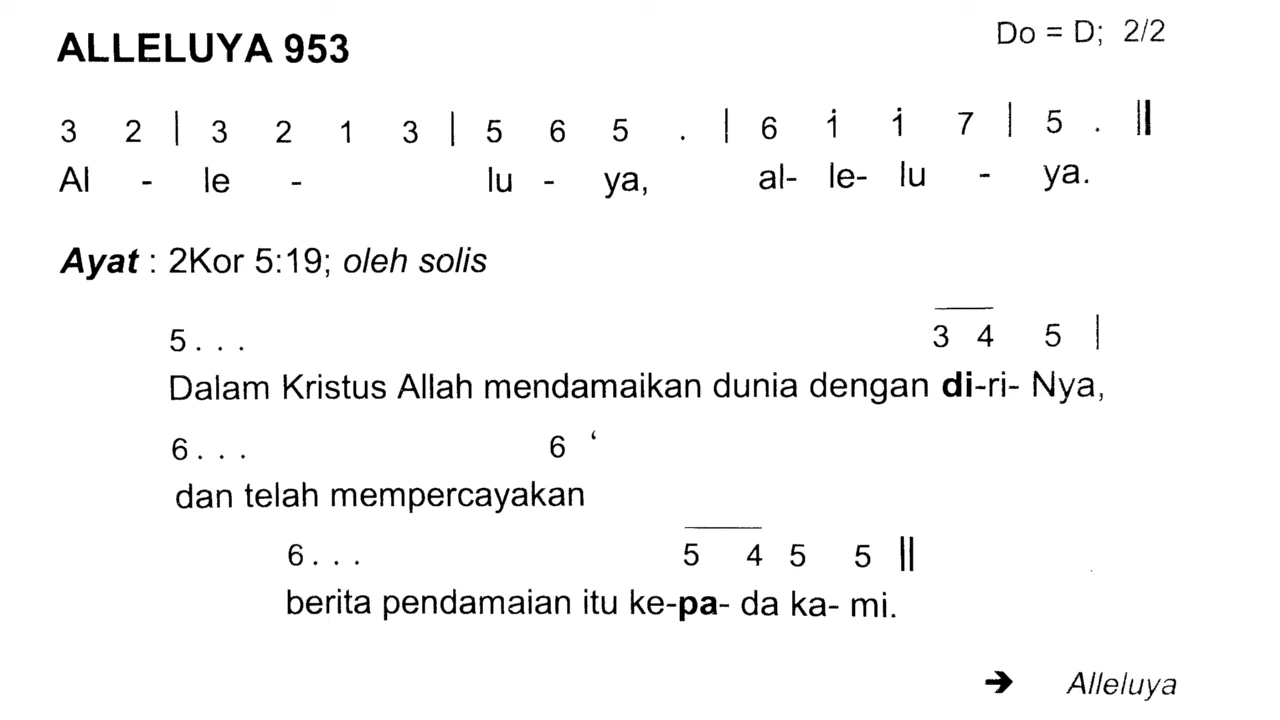 ALLELUYA 953 Do = D; 2/2
3 2 | 3 2 1 3 | 5 6 5 . | 6 i̇ i̇ 7 | 5 . ||
Al - le - lu - ya, al- le- lu - ya.
Ayat : 2Kor 5:19; oleh solis
5 . . . 3 4 5 |
Dalam Kristus Allah mendamaikan dunia dengan di-ri- Nya,
6 . . . 6 ‘
dan telah mempercayakan
6 . . . 5 4 5 5 ||
berita pendamaian itu ke-pa- da ka- mi.
➔ Alleluya